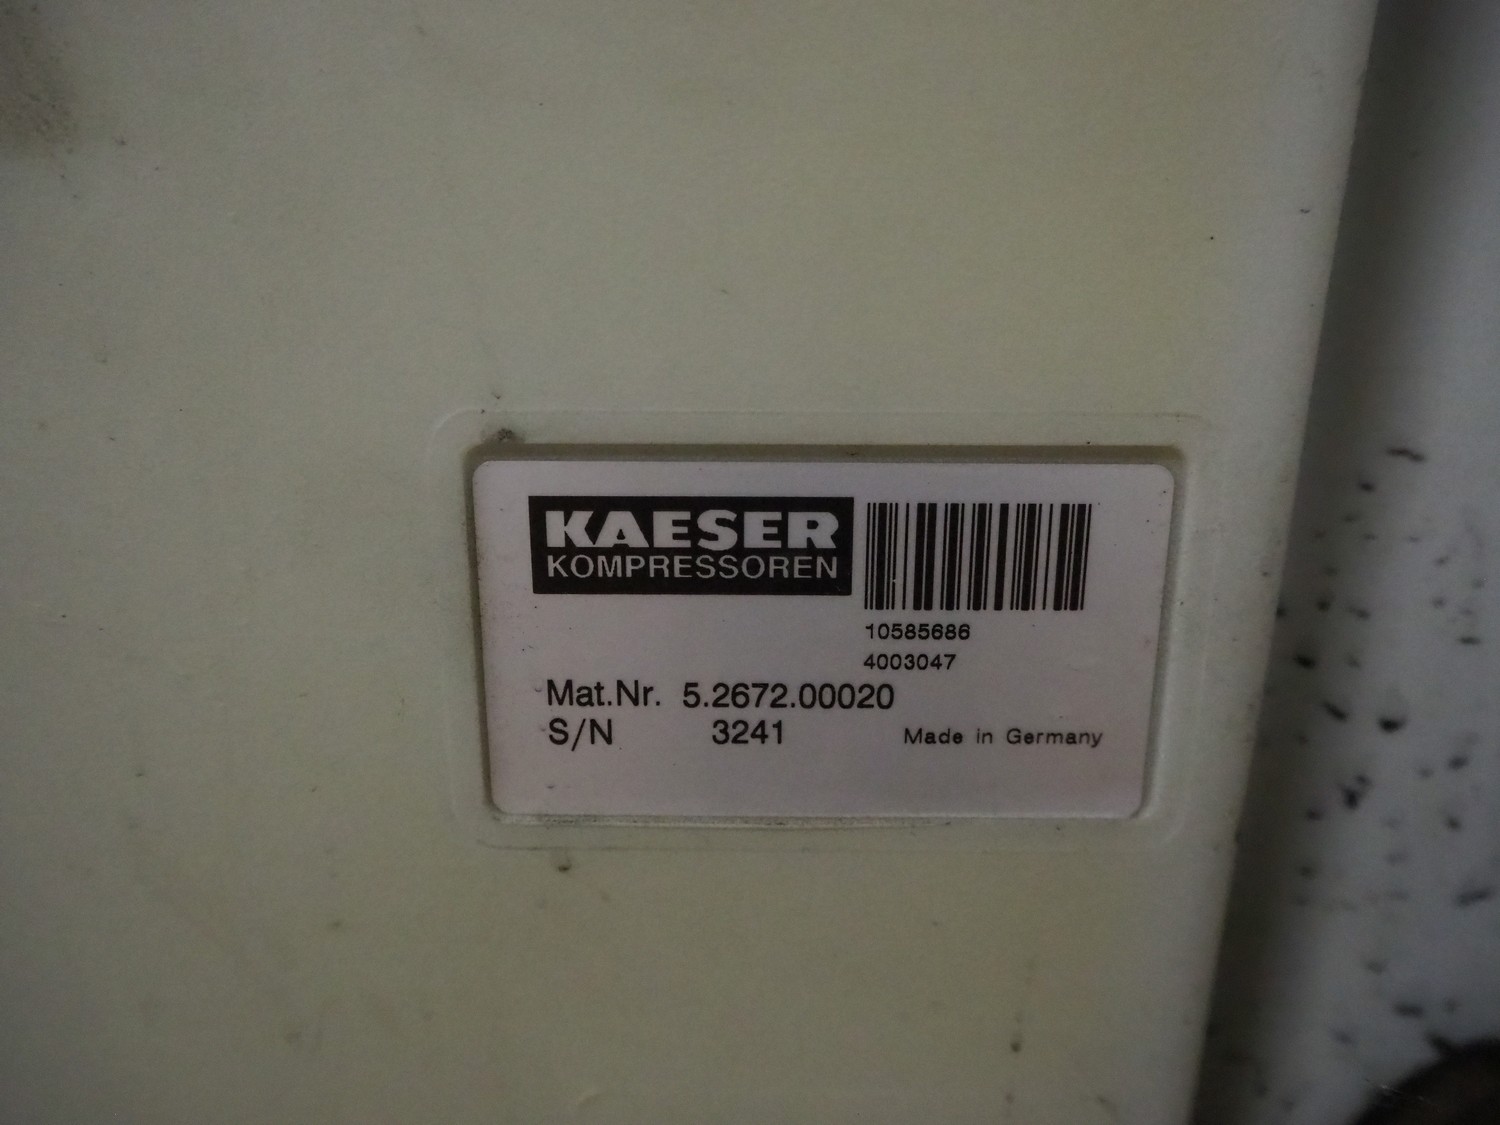 KAESER
KOMPRESSOREN
10585686
4003047
Mat.Nr. 5.2672.00020
S/N 3241 Made in Germany